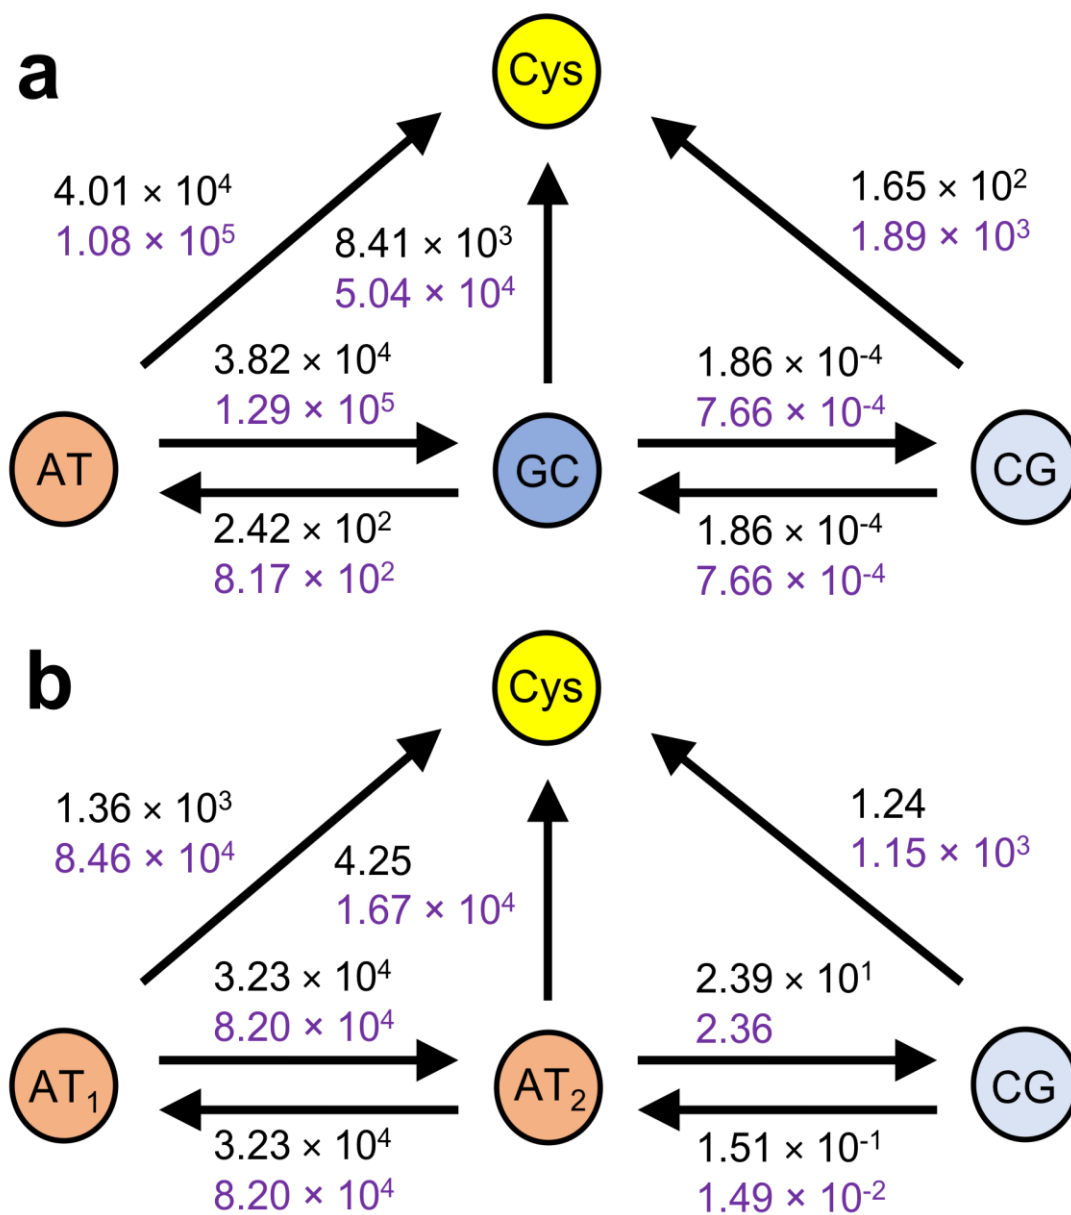 a
Cys
4.01 × 10⁴
1.08 × 10⁵
8.41 × 10³
5.04 × 10⁴
1.65 × 10²
1.89 × 10³
3.82 × 10⁴
1.29 × 10⁵
1.86 × 10⁻⁴
7.66 × 10⁻⁴
AT
GC
CG
2.42 × 10²
8.17 × 10²
1.86 × 10⁻⁴
7.66 × 10⁻⁴
b
Cys
1.36 × 10³
8.46 × 10⁴
4.25
1.67 × 10⁴
1.24
1.15 × 10³
3.23 × 10⁴
8.20 × 10⁴
2.39 × 10¹
2.36
AT₁
AT₂
CG
3.23 × 10⁴
8.20 × 10⁴
1.51 × 10⁻¹
1.49 × 10⁻²